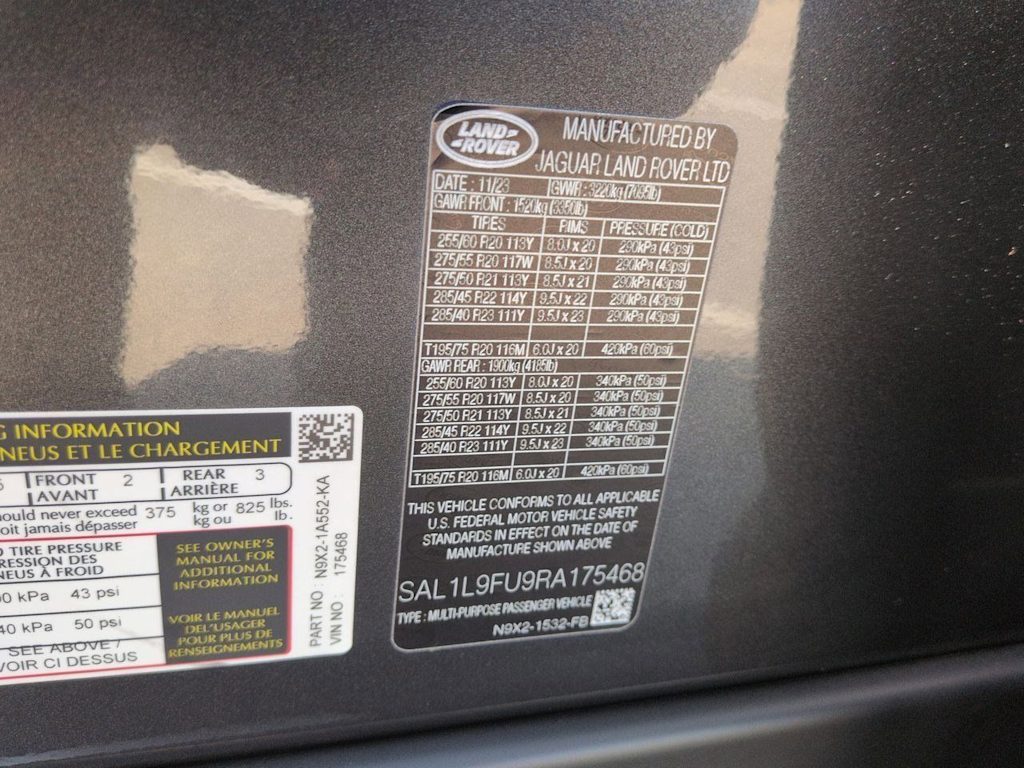 LAND ROVER
MANUFACTURED BY
JAGUAR LAND ROVER LTD
DATE : 11/23 GVWR : 3220kg (7095lb)
GAWR FRONT : 1520kg (3350lb)
TIRES RIMS PRESSURE (COLD)
255/60 R20 113Y 8.0J x 20 290kPa (43psi)
275/55 R20 117W 8.5J x 20 290kPa (43psi)
275/50 R21 113Y 8.5J x 21 290kPa (43psi)
285/45 R22 114Y 9.5J x 22 290kPa (43psi)
285/40 R23 111Y 9.5J x 23 290kPa (43psi)
T195/75 R20 116M 6.0J x 20 420kPa (60psi)
GAWR REAR : 1900kg (4185lb)
255/60 R20 113Y 8.0J x 20 340kPa (50psi)
275/55 R20 117W 8.5J x 20 340kPa (50psi)
275/50 R21 113Y 8.5J x 21 340kPa (50psi)
285/45 R22 114Y 9.5J x 22 340kPa (50psi)
285/40 R23 111Y 9.5J x 23 340kPa (50psi)
T195/75 R20 116M 6.0J x 20 420kPa (60psi)
THIS VEHICLE CONFORMS TO ALL APPLICABLE
U.S. FEDERAL MOTOR VEHICLE SAFETY
STANDARDS IN EFFECT ON THE DATE OF
MANUFACTURE SHOWN ABOVE
SAL1L9FU9RA175468
TYPE : MULTI-PURPOSE PASSENGER VEHICLE
N9X2-1532-FB
G INFORMATION
NEUS ET LE CHARGEMENT
FRONT 2 REAR 3
AVANT ARRIÈRE
ould never exceed 375 kg or 825 lbs.
oit jamais dépasser kg ou lb.
TIRE PRESSURE
RESSION DES
NEUS À FROID
0 kPa 43 psi
40 kPa 50 psi
SEE ABOVE /
VOIR CI DESSUS
SEE OWNER'S
MANUAL FOR
ADDITIONAL
INFORMATION
VOIR LE MANUEL
DEL'USAGER
POUR PLUS DE
RENSEIGNEMENTS
PART NO : N9X2-1A552-KA
VIN NO : 175468